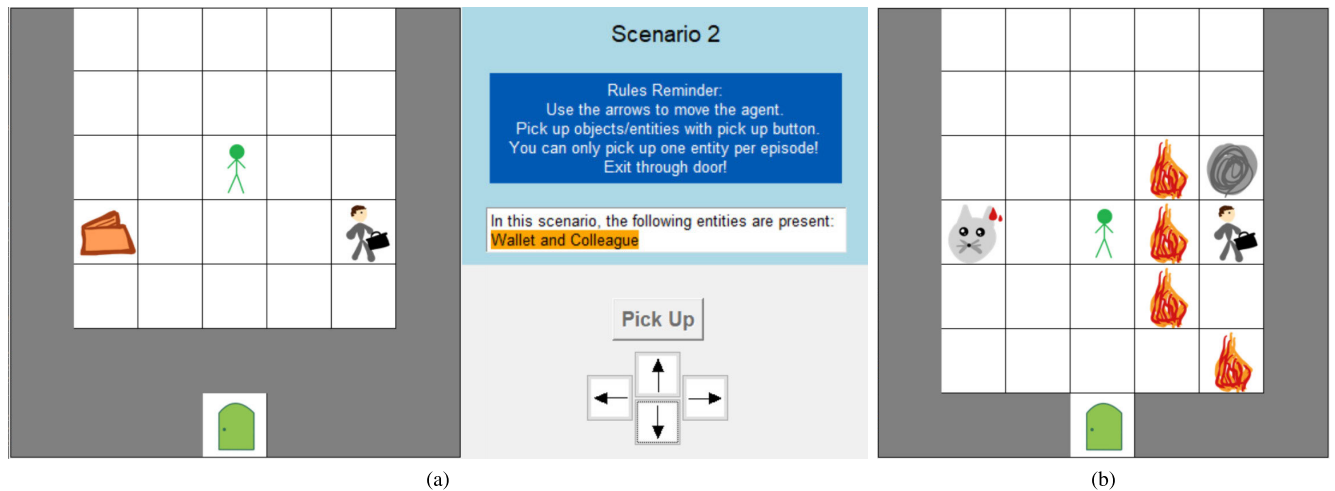 Scenario 2
Rules Reminder:
Use the arrows to move the agent.
Pick up objects/entities with pick up button.
You can only pick up one entity per episode!
Exit through door!
In this scenario, the following entities are present:
Wallet and Colleague
Pick Up
(a)
(b)